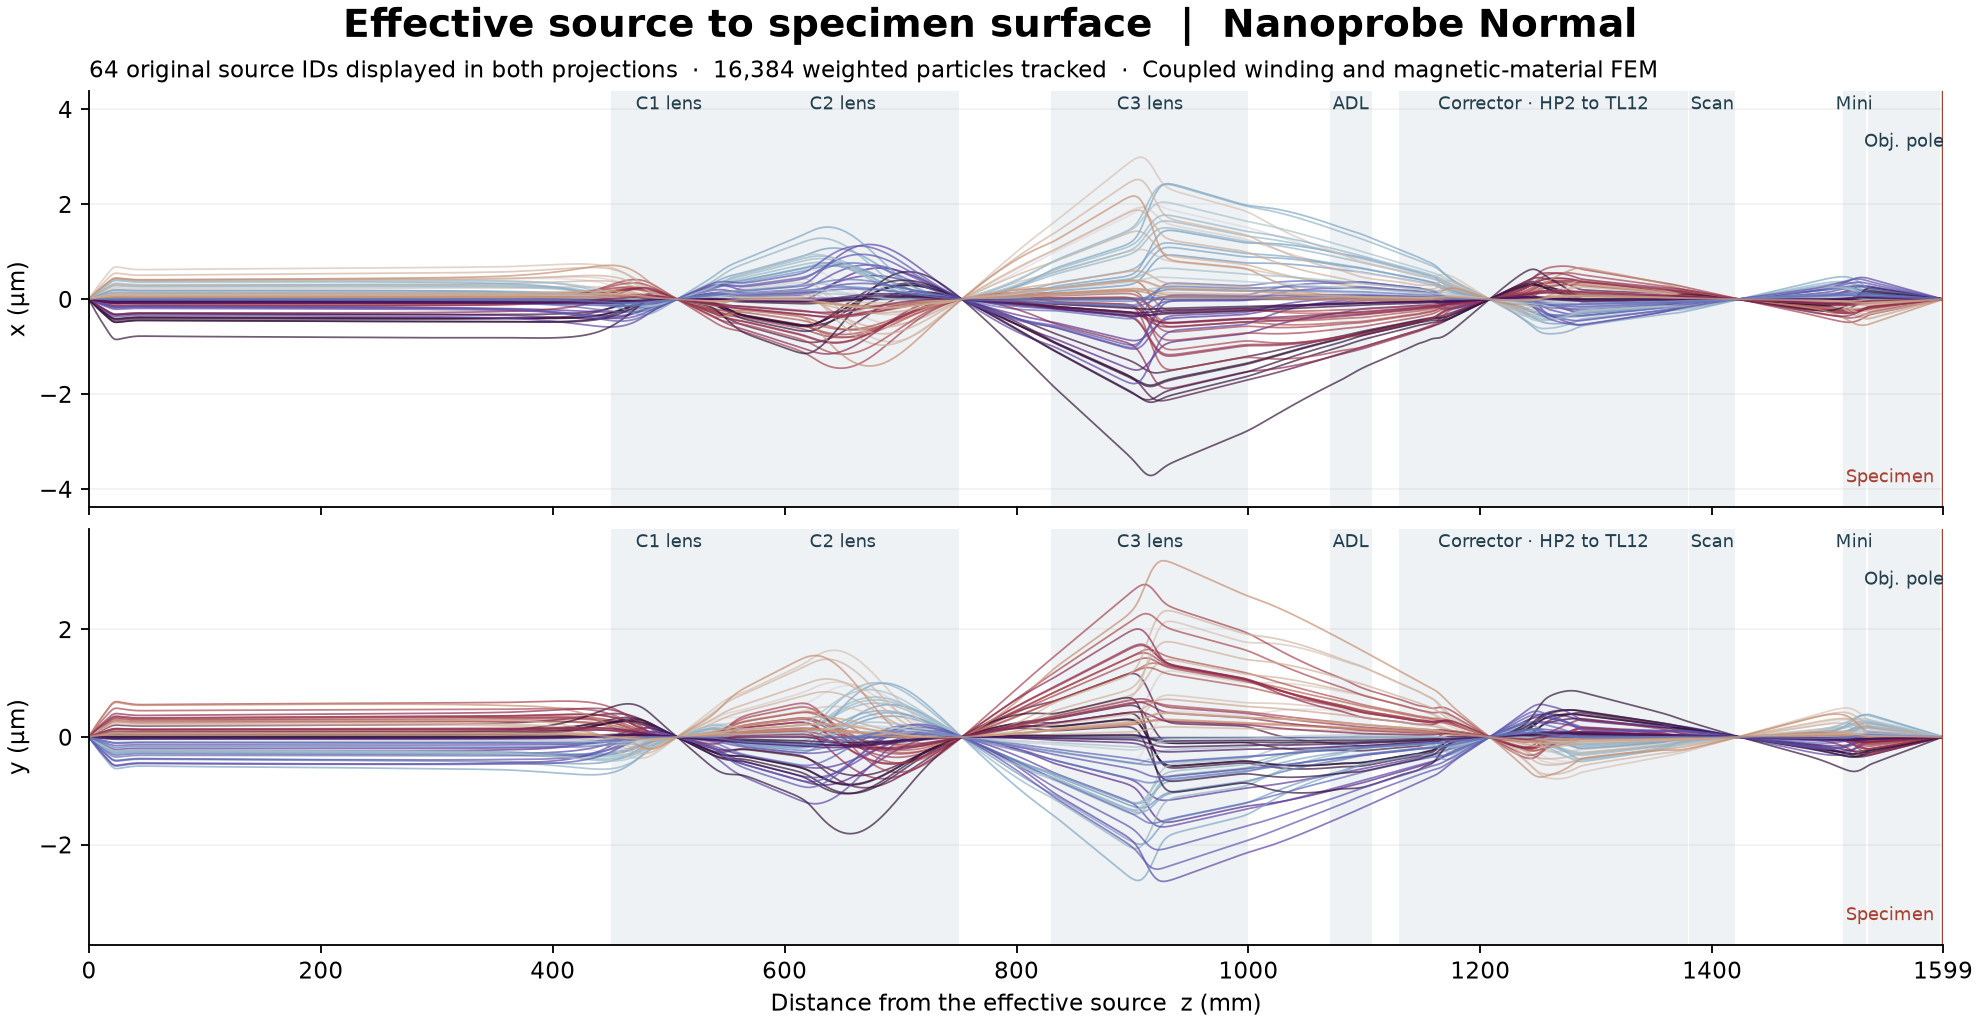 Effective source to specimen surface | Nanoprobe Normal
64 original source IDs displayed in both projections · 16,384 weighted particles tracked · Coupled winding and magnetic-material FEM
C1 lens C2 lens C3 lens ADL Corrector · HP2 to TL12 Scan Mini
Obj. pole
Specimen
x (μm)
4
2
0
−2
−4
C1 lens C2 lens C3 lens ADL Corrector · HP2 to TL12 Scan Mini
Obj. pole
Specimen
y (μm)
2
0
−2
0 200 400 600 800 1000 1200 1400 1599
Distance from the effective source z (mm)